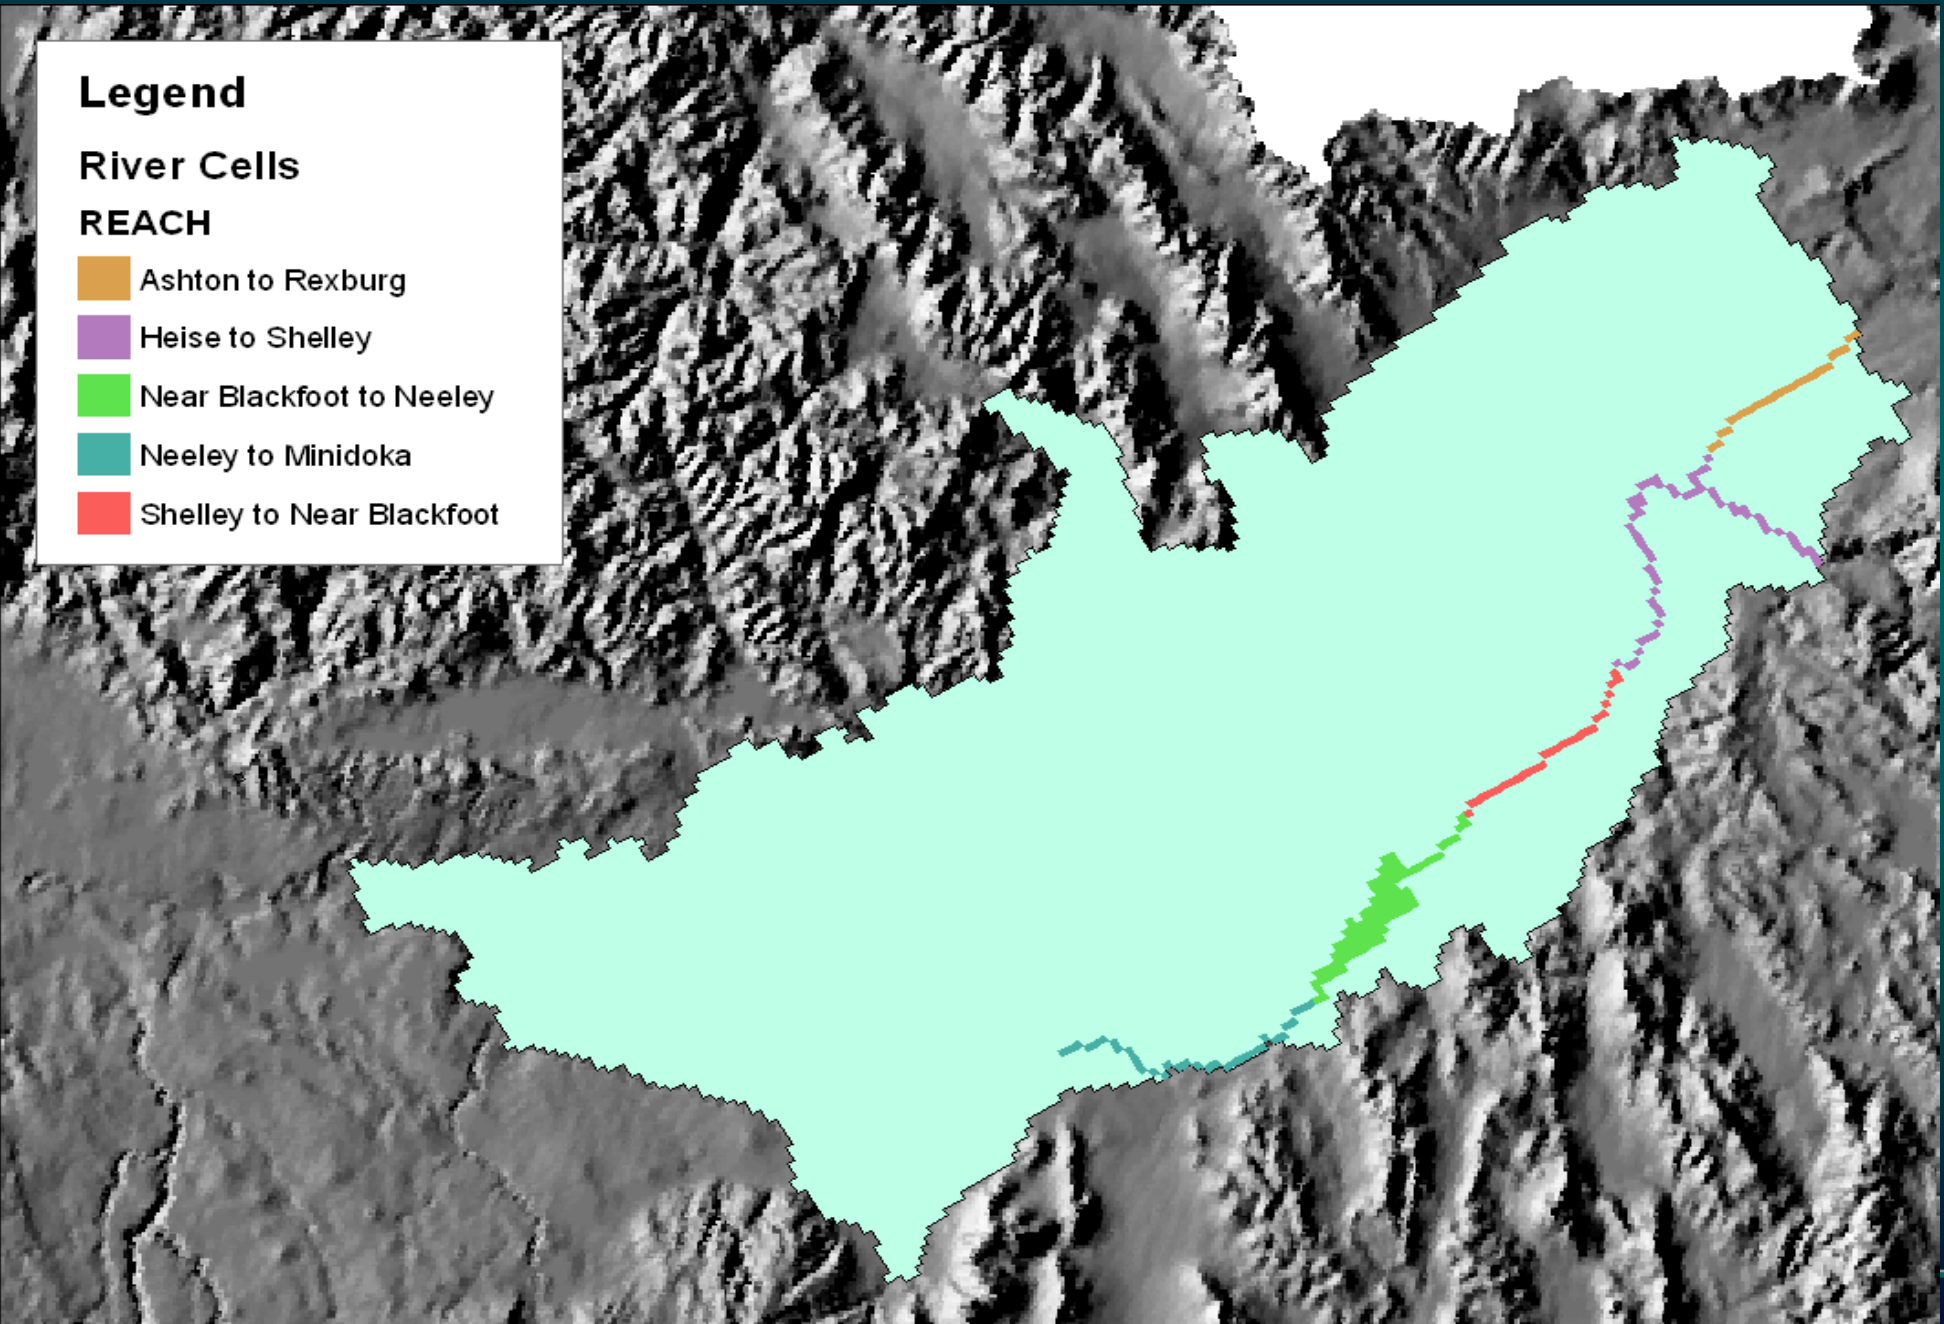 Legend
River Cells
REACH
Ashton to Rexburg
Heise to Shelley
Near Blackfoot to Neeley
Neeley to Minidoka
Shelley to Near Blackfoot